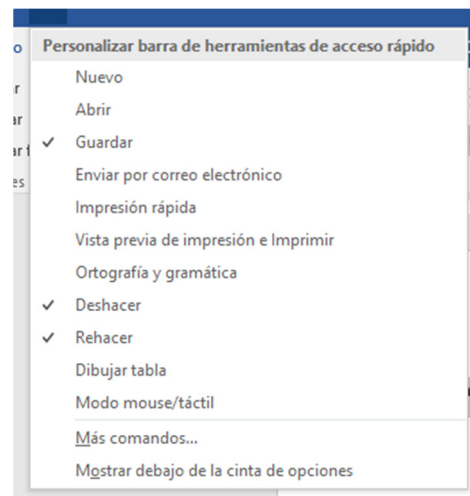 Personalizar barra de herramientas de acceso rápido
Nuevo
Abrir
Guardar
Enviar por correo electrónico
Impresión rápida
Vista previa de impresión e Imprimir
Ortografía y gramática
Deshacer
Rehacer
Dibujar tabla
Modo mouse/táctil
Más comandos...
Mostrar debajo de la cinta de opciones